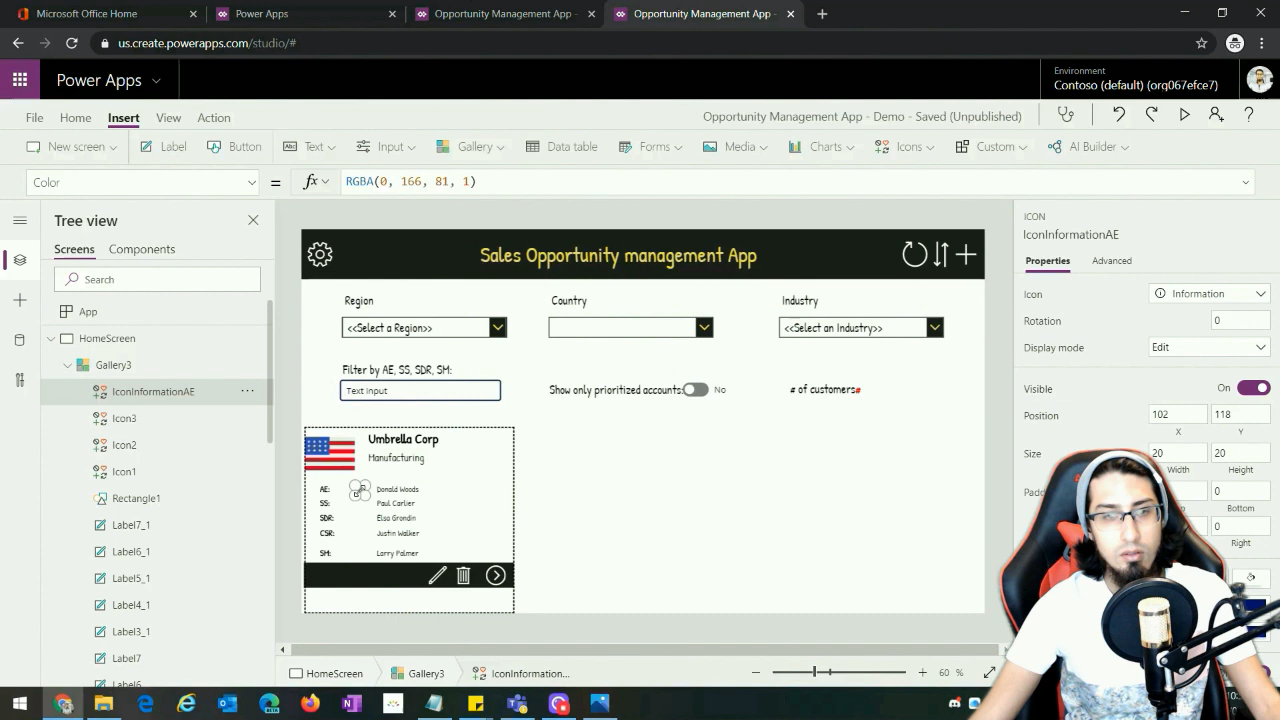 Microsoft Office Home
Power Apps
Opportunity Management App -
Opportunity Management App -
us.create.powerapps.com/studio/#
Power Apps
Environment
Contoso (default) (org067efce7)
File Home Insert View Action
Opportunity Management App - Demo - Saved (Unpublished)
New screen Label Button Text Input Gallery Data table Forms Media Charts Icons Custom AI Builder
Color = fx RGBA(0, 166, 81, 1)
Tree view
Screens Components
Search
App
HomeScreen
Gallery3
IconInformationAE
Icon3
Icon2
Icon1
Rectangle1
Label7_1
Label6_1
Label5_1
Label4_1
Label3_1
Label7
Label6
Sales Opportunity management App
Region Country Industry
<<Select a Region>> <<Select an Industry>>
Filter by AE, SS, SDR, SM:
Text input
Show only prioritized accounts: No
# of customers#
Umbrella Corp
Manufacturing
AE: Donald Woods
SS: Paul Carlier
SDR: Elsa Grondin
CSR: Justin Walker
SM: Larry Palmer
HomeScreen Gallery3 IconInformation...
60 %
ICON
IconInformationAE
Properties Advanced
Icon Information
Rotation 0
Display mode Edit
Visible On
Position 102 118
X Y
Size 20 20
Width Height
0
Bottom
0
Right